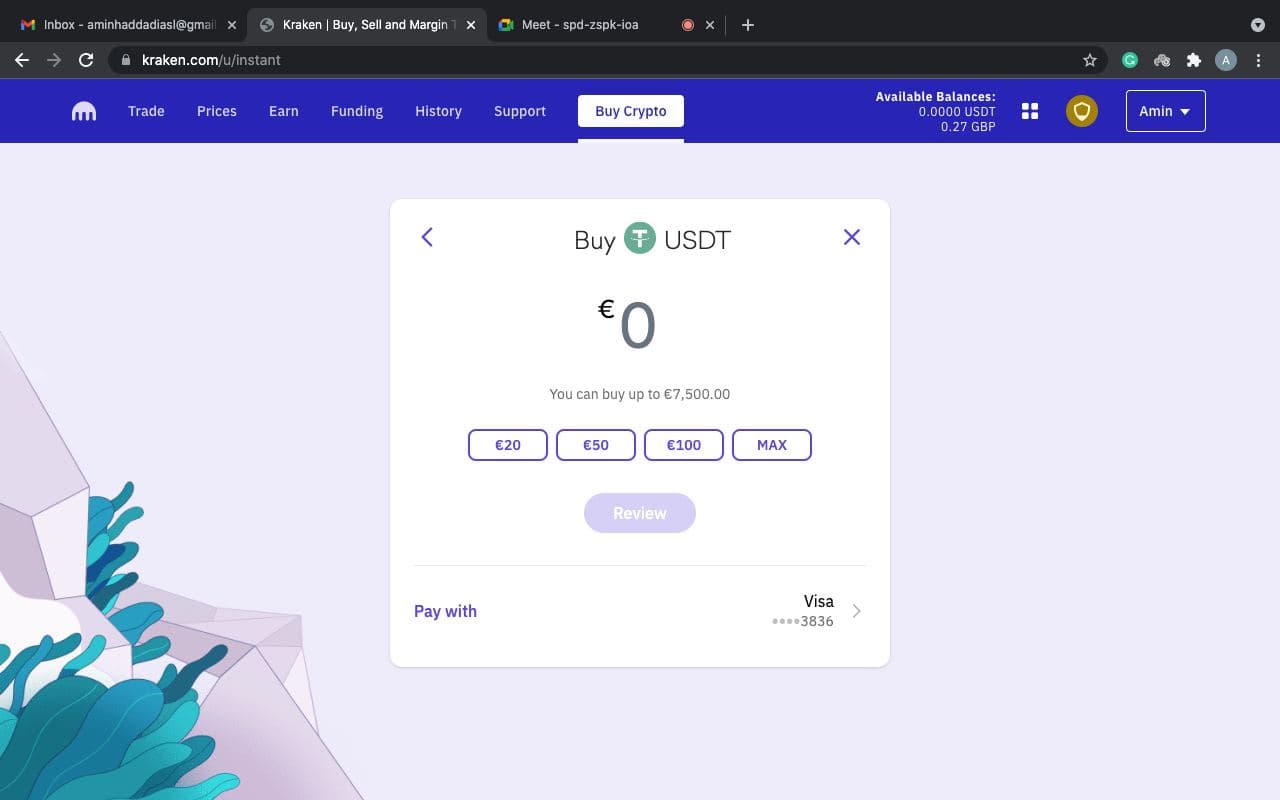 Inbox - aminhaddadiasl@gmail
Kraken | Buy, Sell and Margin T
Meet - spd-zspk-ioa
kraken.com/u/instant
A
Trade
Prices
Earn
Funding
History
Support
Buy Crypto
Available Balances:
0.0000 USDT
0.27 GBP
Amin
Buy USDT
€0
You can buy up to €7,500.00
€20
€50
€100
MAX
Review
Pay with
Visa
••••3836